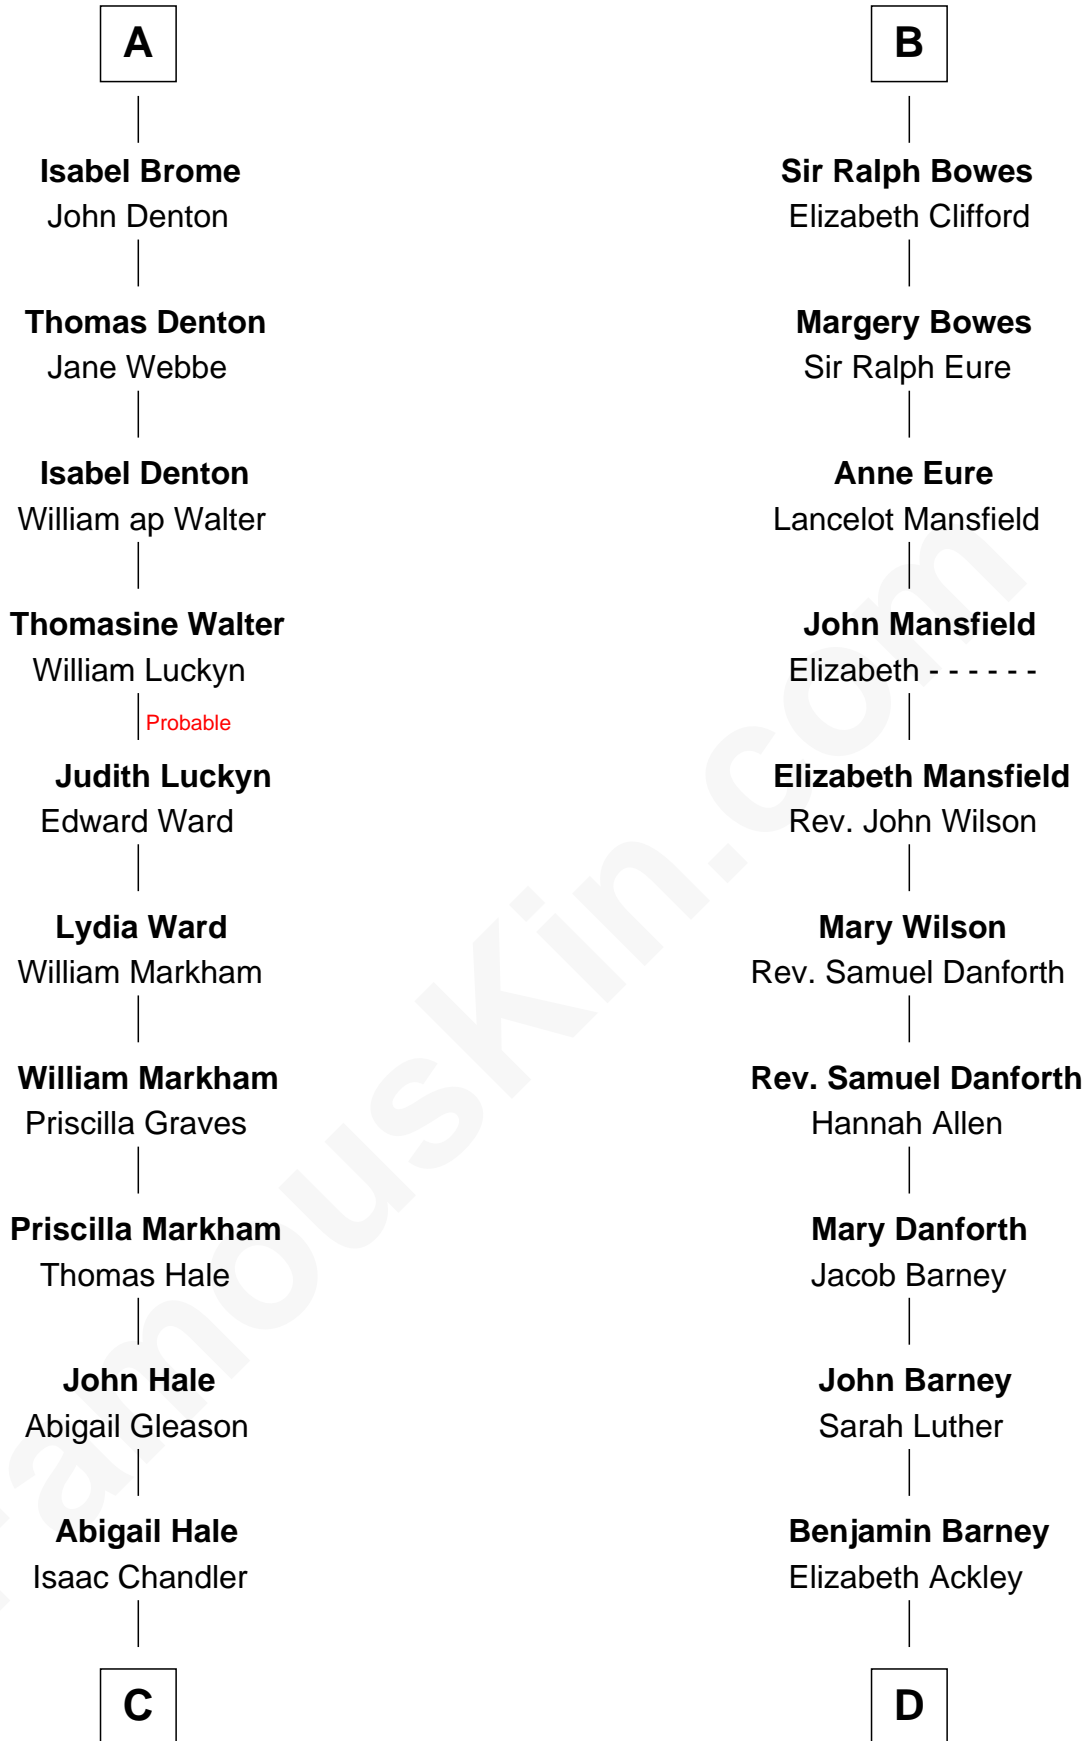 A
Isabel Brome
John Denton
Thomas Denton
Jane Webbe
Isabel Denton
William ap Walter
Thomasine Walter
William Luckyn
Probable
Judith Luckyn
Edward Ward
Lydia Ward
William Markham
William Markham
Priscilla Graves
Priscilla Markham
Thomas Hale
John Hale
Abigail Gleason
Abigail Hale
Isaac Chandler
C
B
Sir Ralph Bowes
Elizabeth Clifford
Margery Bowes
Sir Ralph Eure
Anne Eure
Lancelot Mansfield
John Mansfield
Elizabeth - - - - - -
Elizabeth Mansfield
Rev. John Wilson
Mary Wilson
Rev. Samuel Danforth
Rev. Samuel Danforth
Hannah Allen
Mary Danforth
Jacob Barney
John Barney
Sarah Luther
Benjamin Barney
Elizabeth Ackley
D
FamousKin.com